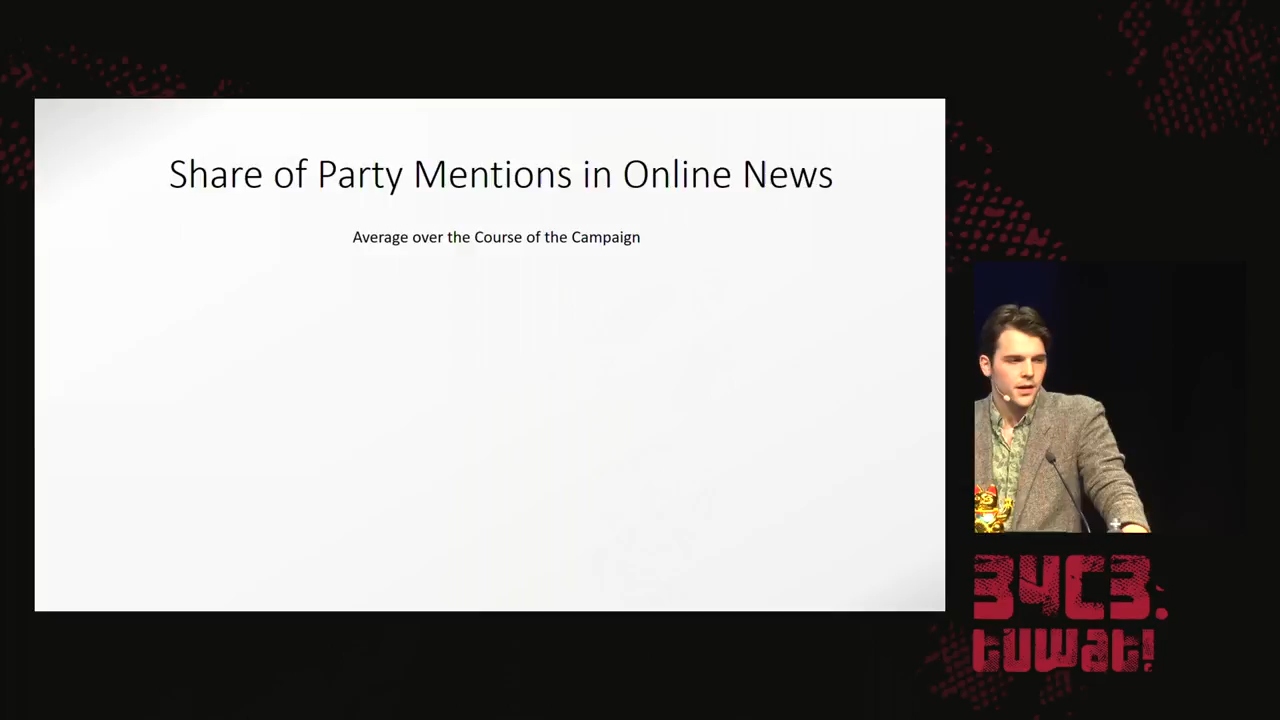 Share of Party Mentions in Online News
Average over the Course of the Campaign
34C3.
tuwat!